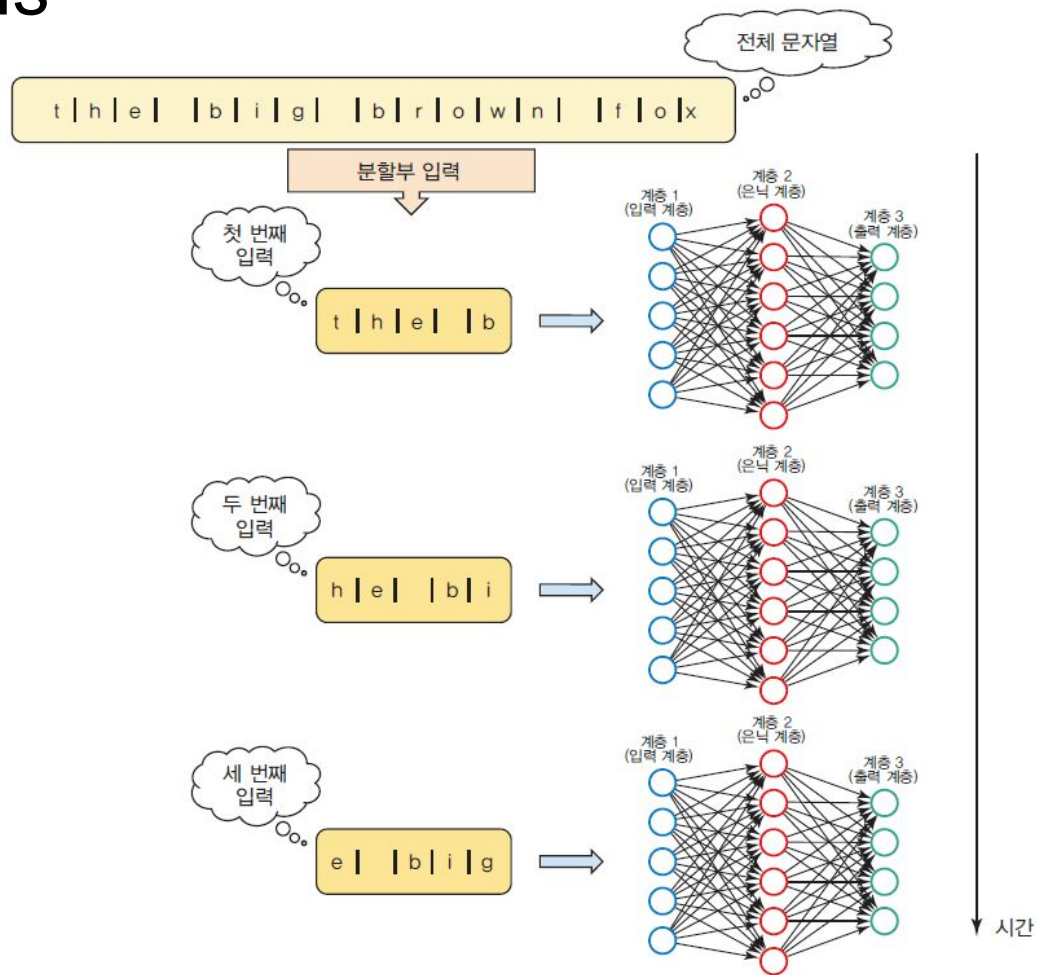 전체 문자열
t | h | e | | b | i | g | | b | r | o | w | n | | f | o | x
분할부 입력
첫 번째
입력
t | h | e | | b
계층 1
(입력 계층)
계층 2
(은닉 계층)
계층 3
(출력 계층)
두 번째
입력
h | e | | b | i
계층 1
(입력 계층)
계층 2
(은닉 계층)
계층 3
(출력 계층)
세 번째
입력
e | | b | i | g
계층 1
(입력 계층)
계층 2
(은닉 계층)
계층 3
(출력 계층)
시간